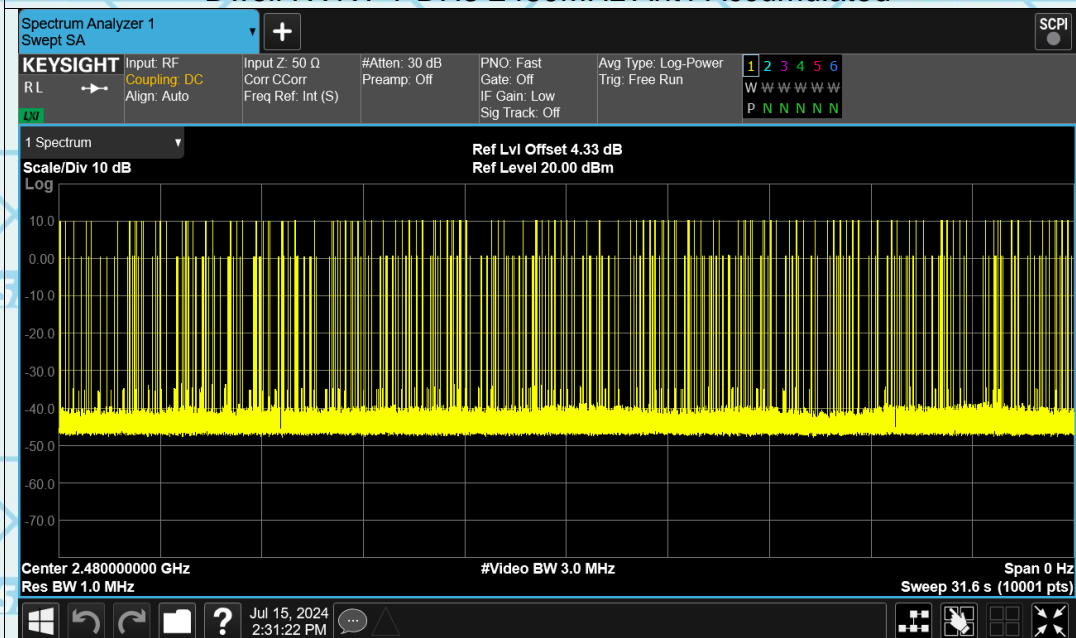 Spectrum Analyzer 1
Swept SA
+
SCPI
KEYSIGHT
RL
LXI
Input: RF
Coupling: DC
Align: Auto
Input Z: 50 Ω
Corr CCorr
Freq Ref: Int (S)
#Atten: 30 dB
Preamp: Off
PNO: Fast
Gate: Off
IF Gain: Low
Sig Track: Off
Avg Type: Log-Power
Trig: Free Run
1 2 3 4 5 6
W W W W W W
P N N N N N
1 Spectrum
Scale/Div 10 dB
Ref Lvl Offset 4.33 dB
Ref Level 20.00 dBm
Log
10.0
0.00
-10.0
-20.0
-30.0
-40.0
-50.0
-60.0
-70.0
Center 2.480000000 GHz
#Video BW 3.0 MHz
Span 0 Hz
Res BW 1.0 MHz
Sweep 31.6 s (10001 pts)
?
Jul 15, 2024
2:31:22 PM